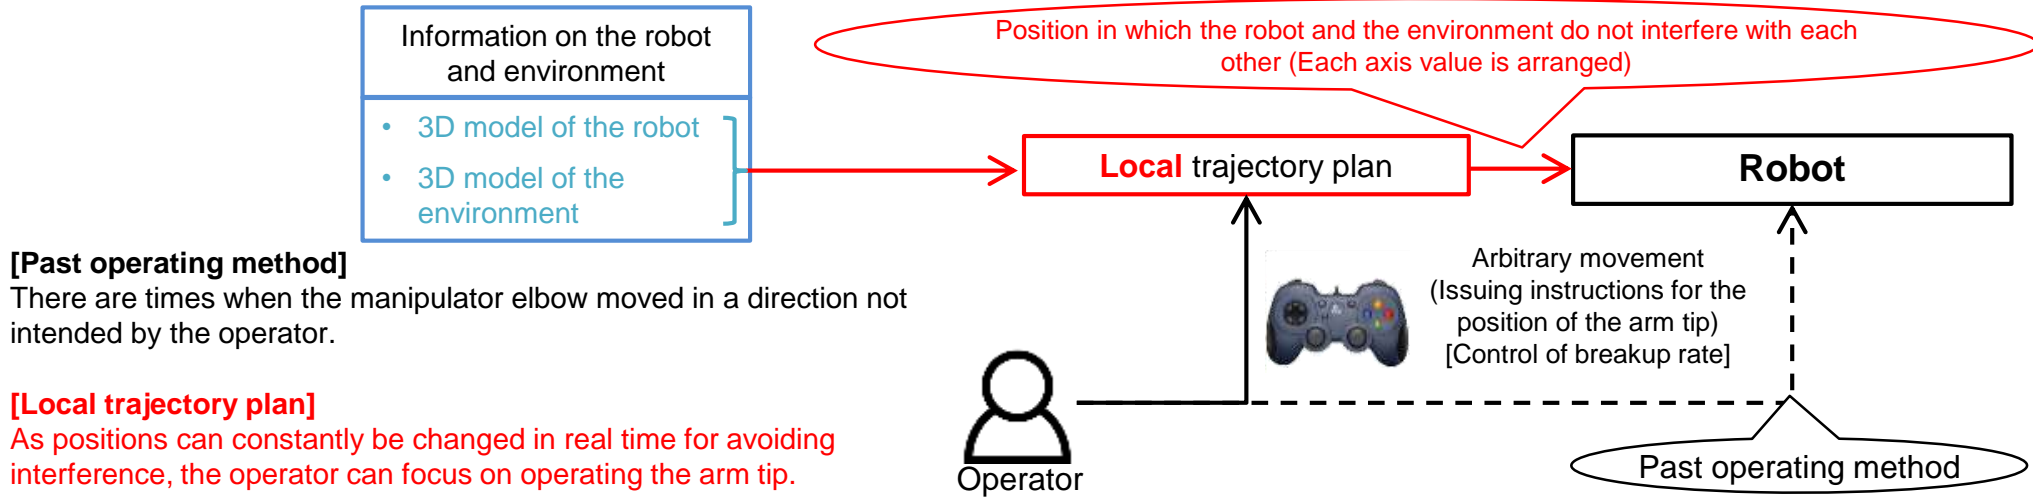 Information on the robot
and environment
• 3D model of the robot
• 3D model of the
environment
Position in which the robot and the environment do not interfere with each
other (Each axis value is arranged)
Local trajectory plan
Robot
[Past operating method]
There are times when the manipulator elbow moved in a direction not
intended by the operator.
[Local trajectory plan]
As positions can constantly be changed in real time for avoiding
interference, the operator can focus on operating the arm tip.
Arbitrary movement
(Issuing instructions for the
position of the arm tip)
[Control of breakup rate]
Operator
Past operating method